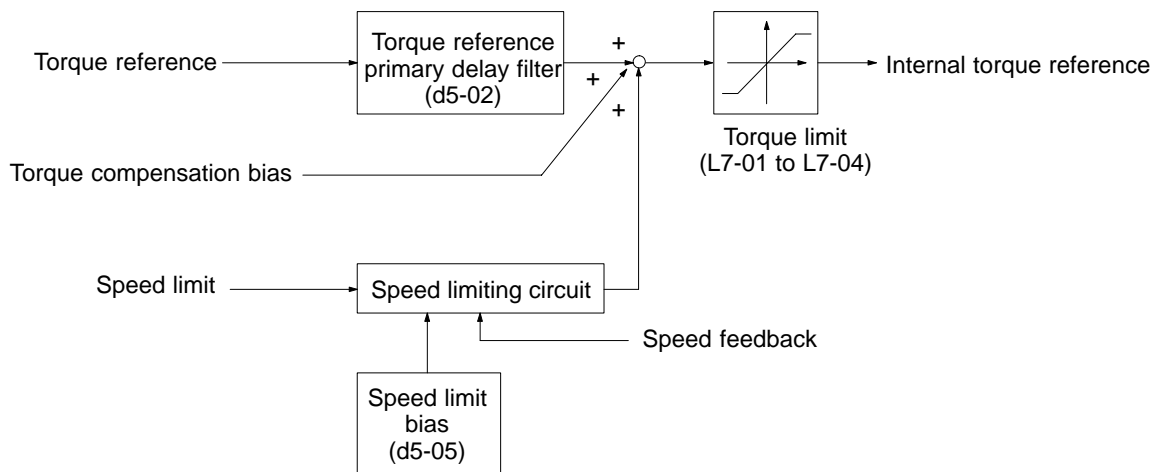 Torque reference
Torque reference
primary delay filter
(d5-02)
+
+
+
Internal torque reference
Torque limit
(L7-01 to L7-04)
Torque compensation bias
Speed limit
Speed limiting circuit
Speed feedback
Speed limit
bias
(d5-05)